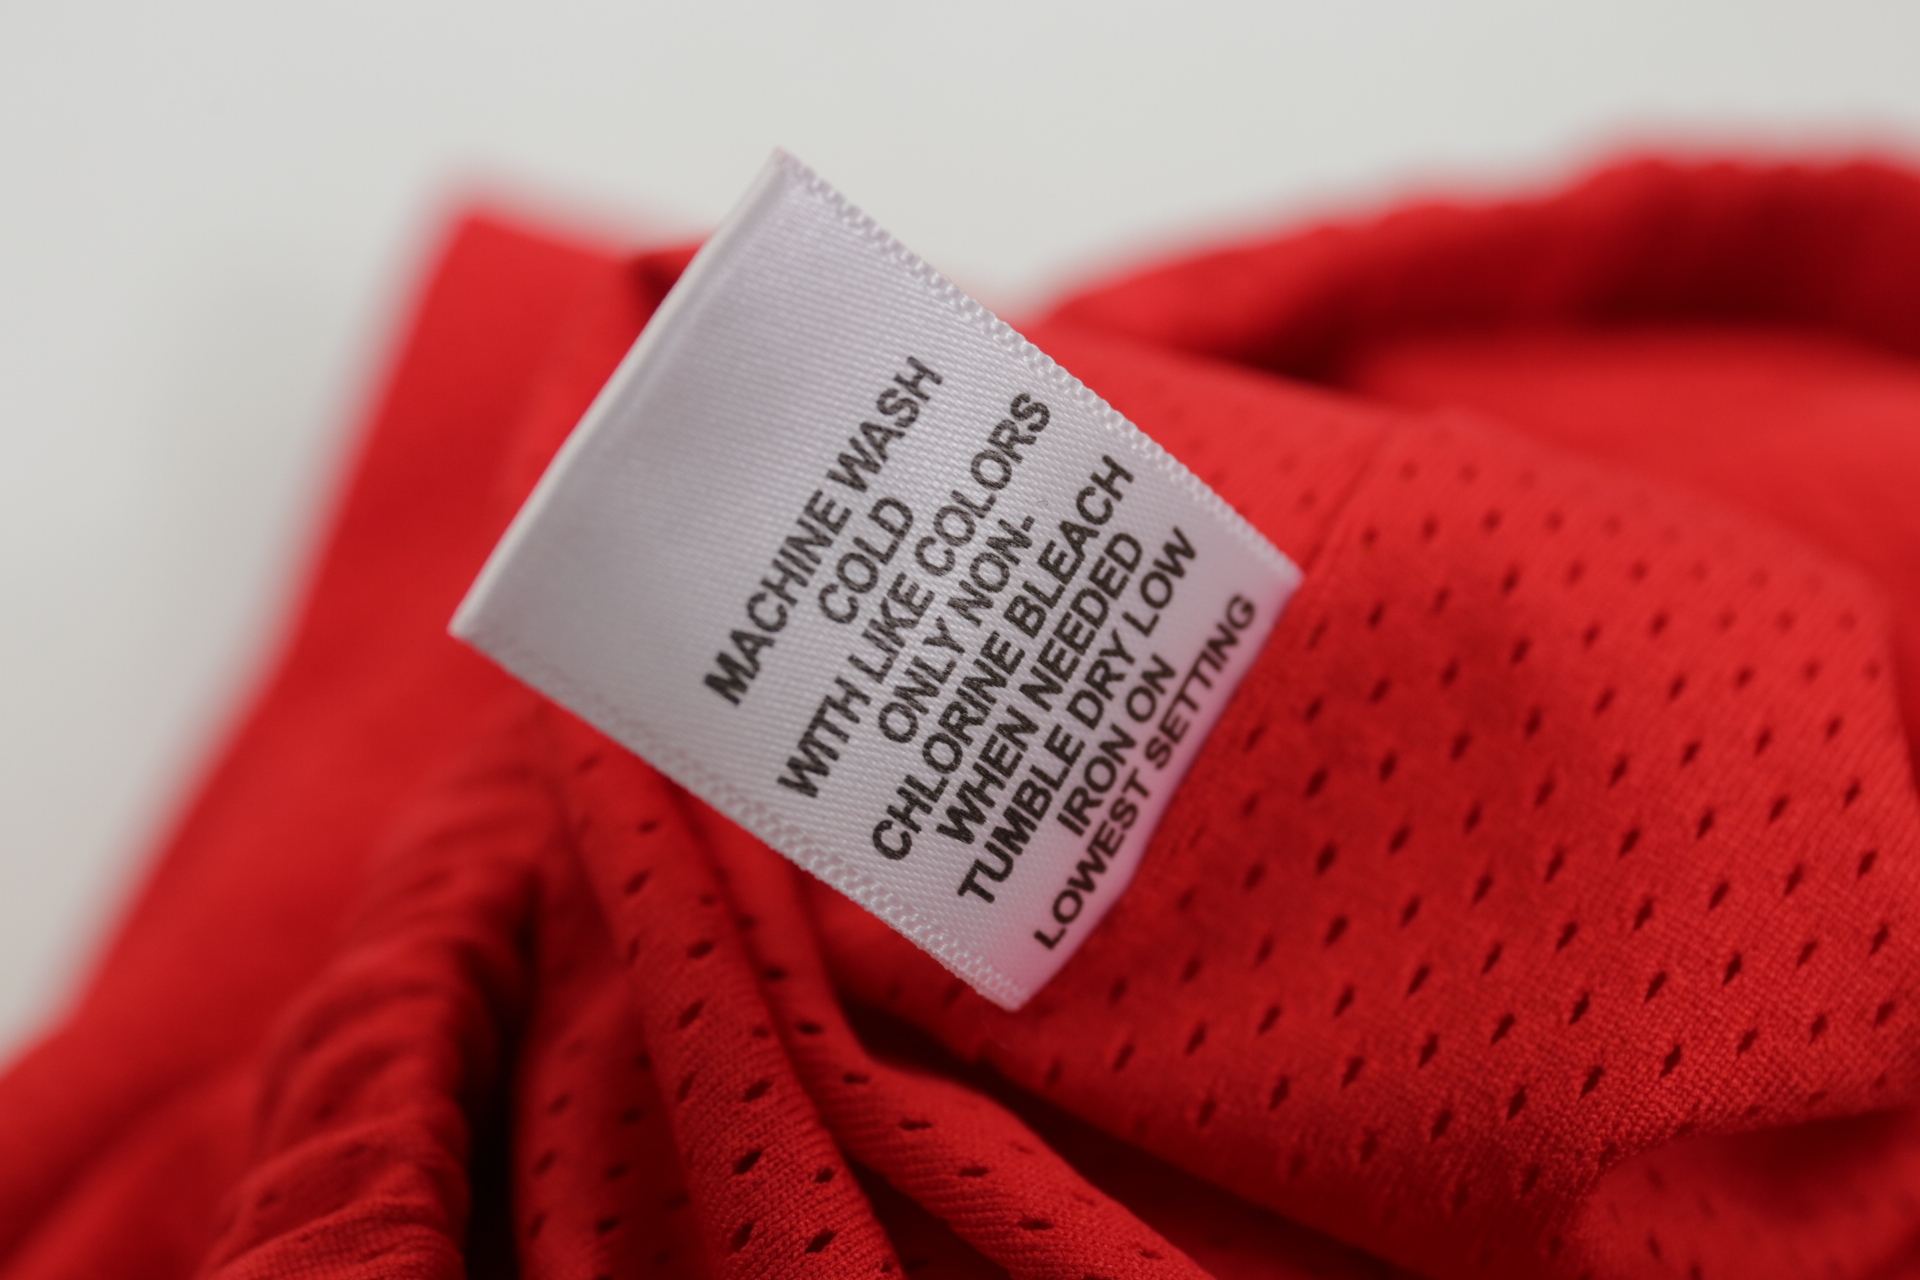 MACHINE WASH
COLD
WITH LIKE COLORS
ONLY NON-
CHLORINE BLEACH
WHEN NEEDED
TUMBLE DRY LOW
IRON ON
LOWEST SETTING